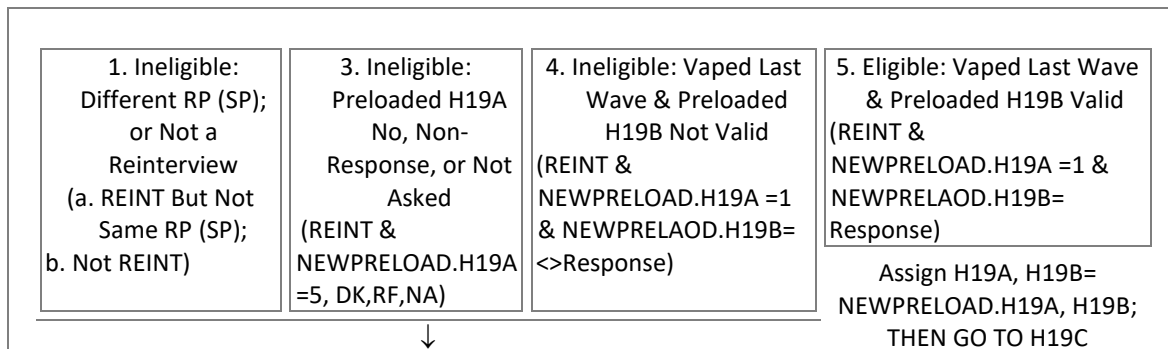 1. Ineligible:
Different RP (SP);
or Not a
Reinterview
(a. REINT But Not
Same RP (SP);
b. Not REINT)
3. Ineligible:
Preloaded H19A
No, Non-
Response, or Not
Asked
(REINT &
NEWPRELOAD.H19A
=5, DK,RF,NA)
4. Ineligible: Vaped Last
Wave & Preloaded
H19B Not Valid
(REINT &
NEWPRELOAD.H19A =1
& NEWPRELAOD.H19B=
<>Response)
5. Eligible: Vaped Last Wave
& Preloaded H19B Valid
(REINT &
NEWPRELOAD.H19A =1 &
NEWPRELAOD.H19B=
Response)
Assign H19A, H19B=
NEWPRELOAD.H19A, H19B;
THEN GO TO H19C
↓